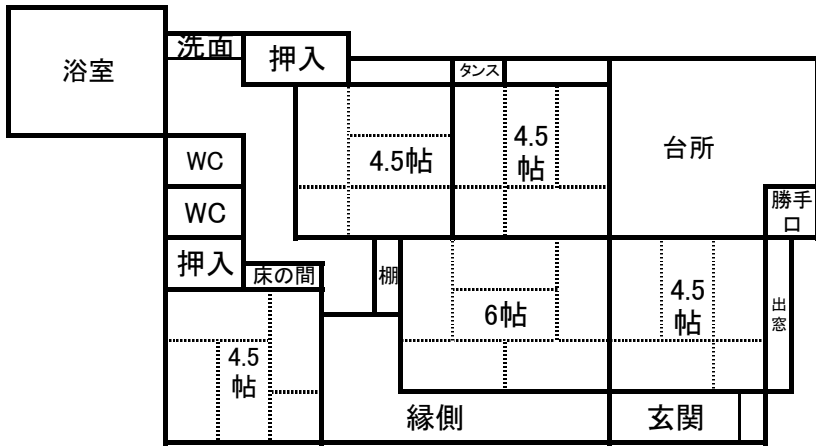 洗面
押入
浴室
タンス
4.5
帖
台所
4.5帖
WC
WC
勝手
口
押入
床の間
棚
6帖
4.5
帖
出
窓
4.5
帖
縁側
玄関